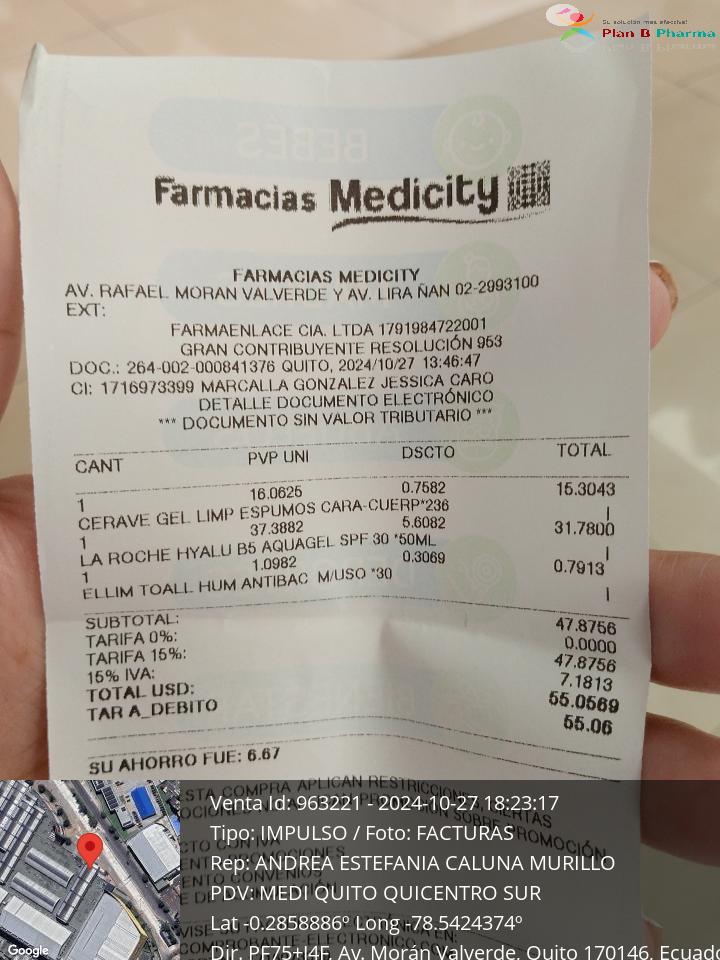 Su solución más efectiva!
Plan B Pharma
BEBÉS
Farmacias Medicity
FARMACIAS MEDICITY
AV. RAFAEL MORAN VALVERDE Y AV. LIRA ÑAN 02-2993100
EXT:
FARMAENLACE CIA. LTDA 1791984722001
GRAN CONTRIBUYENTE RESOLUCIÓN 953
DOC.: 264-002-000841376 QUITO, 2024/10/27 13:46:47
CI: 1716973399 MARCALLA GONZALEZ JESSICA CARO
DETALLE DOCUMENTO ELECTRÓNICO
*** DOCUMENTO SIN VALOR TRIBUTARIO ***
CANT PVP UNI DSCTO TOTAL
1 16.0625 0.7582 15.3043
CERAVE GEL LIMP ESPUMOS CARA-CUERP*236 I
1 37.3882 5.6082 31.7800
LA ROCHE HYALU B5 AQUAGEL SPF 30 *50ML I
1 1.0982 0.3069 0.7913
ELLIM TOALL HUM ANTIBAC M/USO *30 I
SUBTOTAL: 47.8756
TARIFA 0%: 0.0000
TARIFA 15%: 47.8756
15% IVA: 7.1813
TOTAL USD: 55.0569
TAR A_DEBITO 55.06
SU AHORRO FUE: 6.67
STA COMPRA APLICAN RESTRICCION
PROMOCIÓN
Venta Id: 963221 - 2024-10-27 18:23:17
Tipo: IMPULSO / Foto: FACTURAS
Rep: ANDREA ESTEFANIA CALUNA MURILLO
PDV: MEDI QUITO QUICENTRO SUR
Lat -0.2858886º Long -78.5424374º
Dir. PF75+J4F, Av. Morán Valverde, Quito 170146, Ecuado
Google